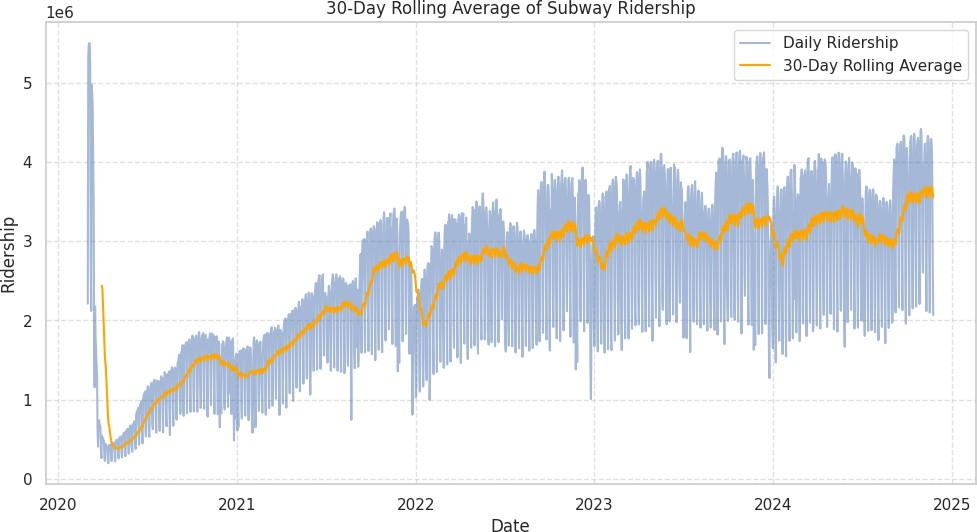 30-Day Rolling Average of Subway Ridership
1e6
Daily Ridership
30-Day Rolling Average
5
4
3
2
1
0
Ridership
2020
2021
2022
2023
2024
2025
Date